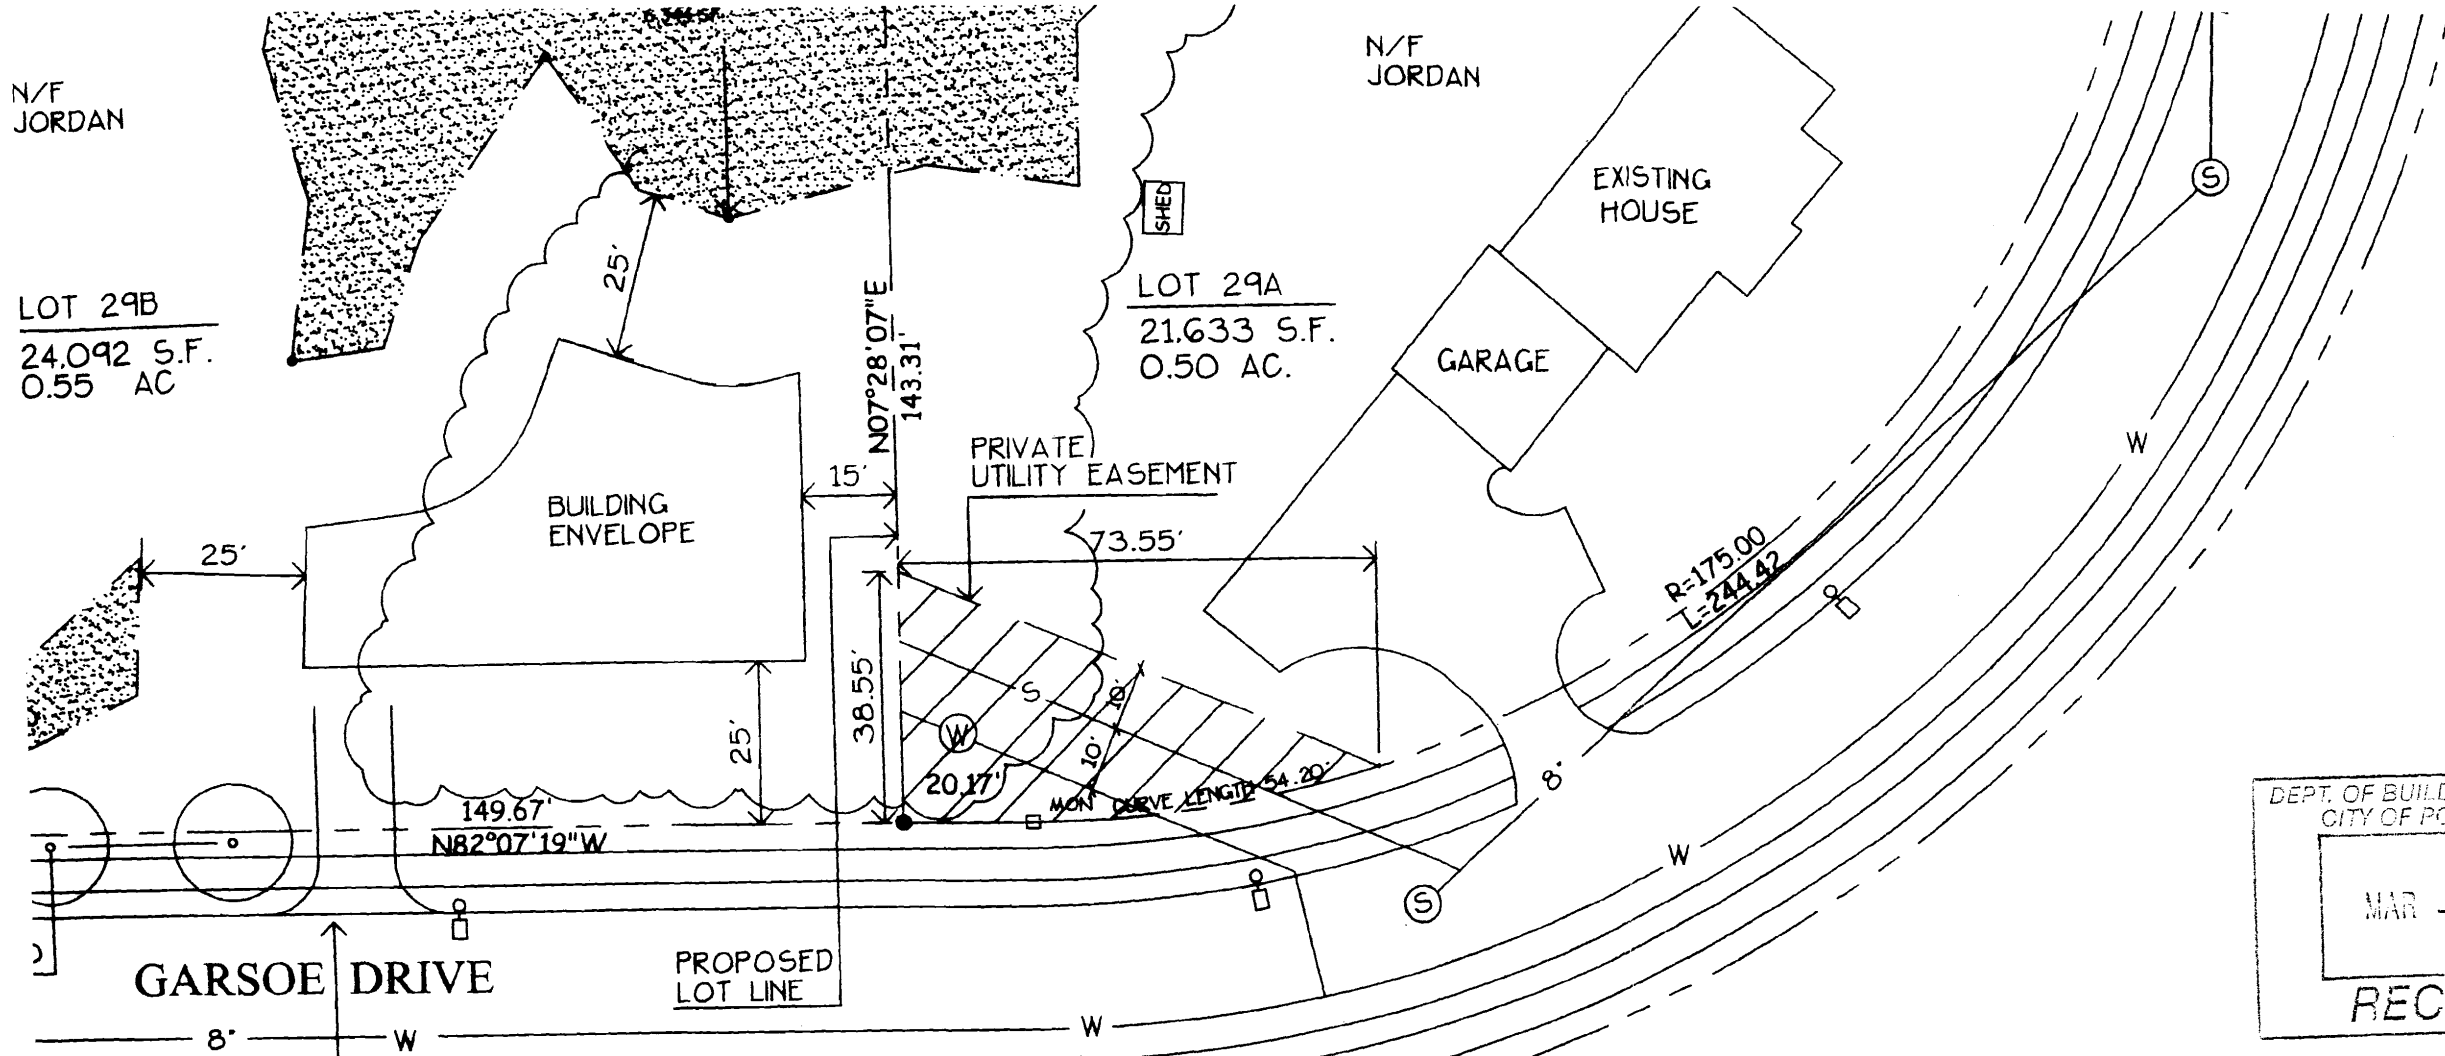 N/F
JORDAN
N/F
JORDAN
LOT 29B
24,092 S.F.
0.55 AC
25'
N07°28'07"E
143.31'
SHED
LOT 29A
21,633 S.F.
0.50 AC.
EXISTING
HOUSE
GARAGE
S
W
BUILDING
ENVELOPE
15'
PRIVATE
UTILITY EASEMENT
73.55'
25'
R=175.00
L=244.42
38.55'
25'
S
W
10'
10'
20.17'
MON
CURVE LENGTH 54.20'
149.67'
N82°07'19"W
8"
W
S
GARSOE DRIVE
PROPOSED
LOT LINE
8"
W
W
DEPT. OF BUILD
CITY OF PO
MAR
REC